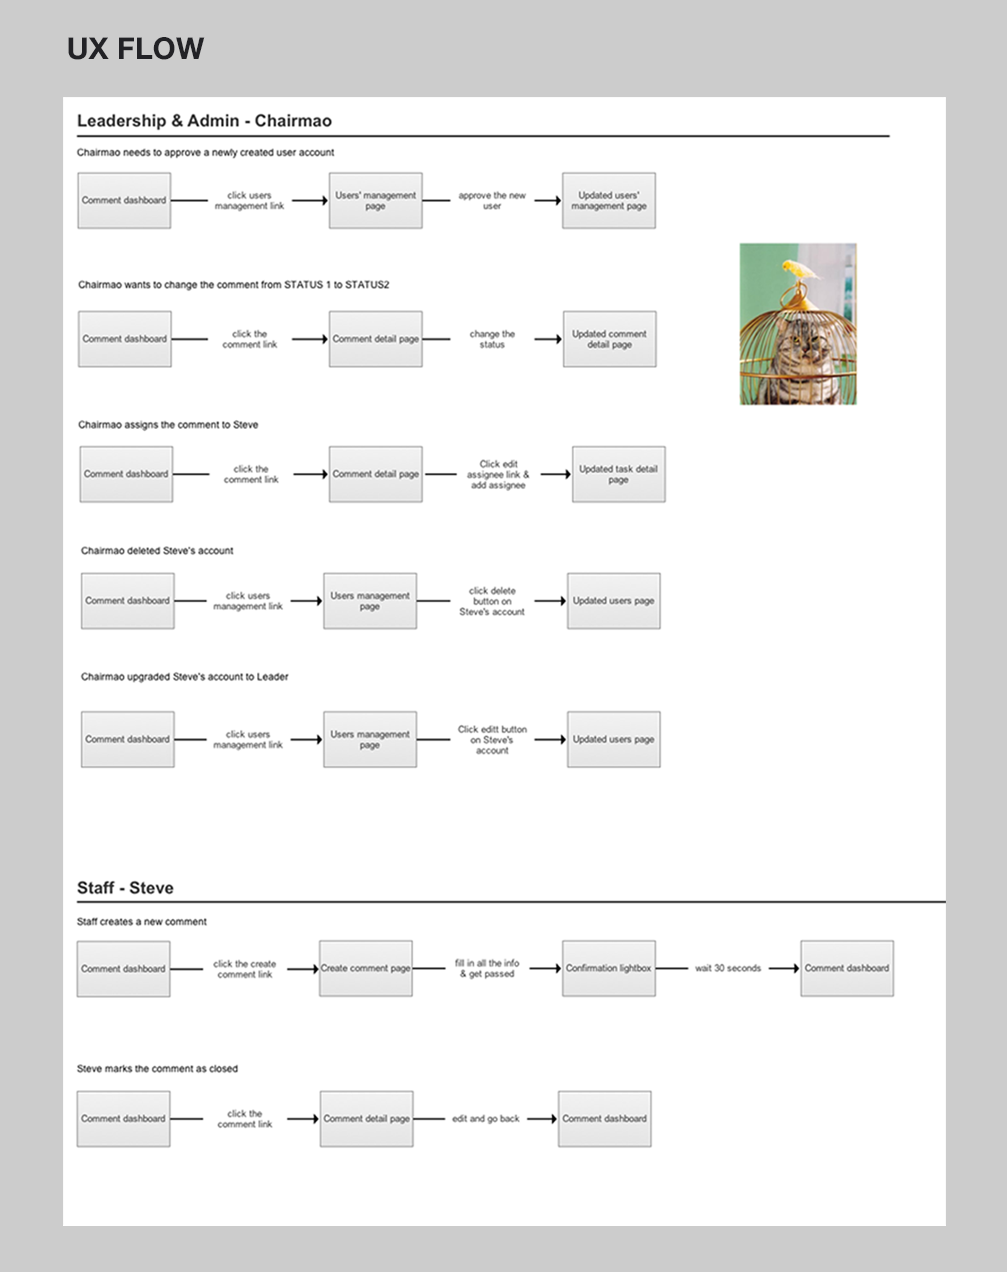 UX FLOW
Leadership & Admin - Chairmao
Chairmao needs to approve a newly created user account
Comment dashboard
click users
management link
Users' management
page
approve the new
user
Updated users'
management page
Chairmao wants to change the comment from STATUS 1 to STATUS2
Comment dashboard
click the
comment link
Comment detail page
change the
status
Updated comment
detail page
Chairmao assigns the comment to Steve
Comment dashboard
click the
comment link
Comment detail page
Click edit
assignee link &
add assignee
Updated task detail
page
Chairmao deleted Steve's account
Comment dashboard
click users
management link
Users management
page
click delete
button on
Steve's account
Updated users page
Chairmao upgraded Steve's account to Leader
Comment dashboard
click users
management link
Users management
page
Click editt button
on Steve's
account
Updated users page
Staff - Steve
Staff creates a new comment
Comment dashboard
click the create
comment link
Create comment page
fill in all the info
& get passed
Confirmation lightbox
wait 30 seconds
Comment dashboard
Steve marks the comment as closed
Comment dashboard
click the
comment link
Comment detail page
edit and go back
Comment dashboard